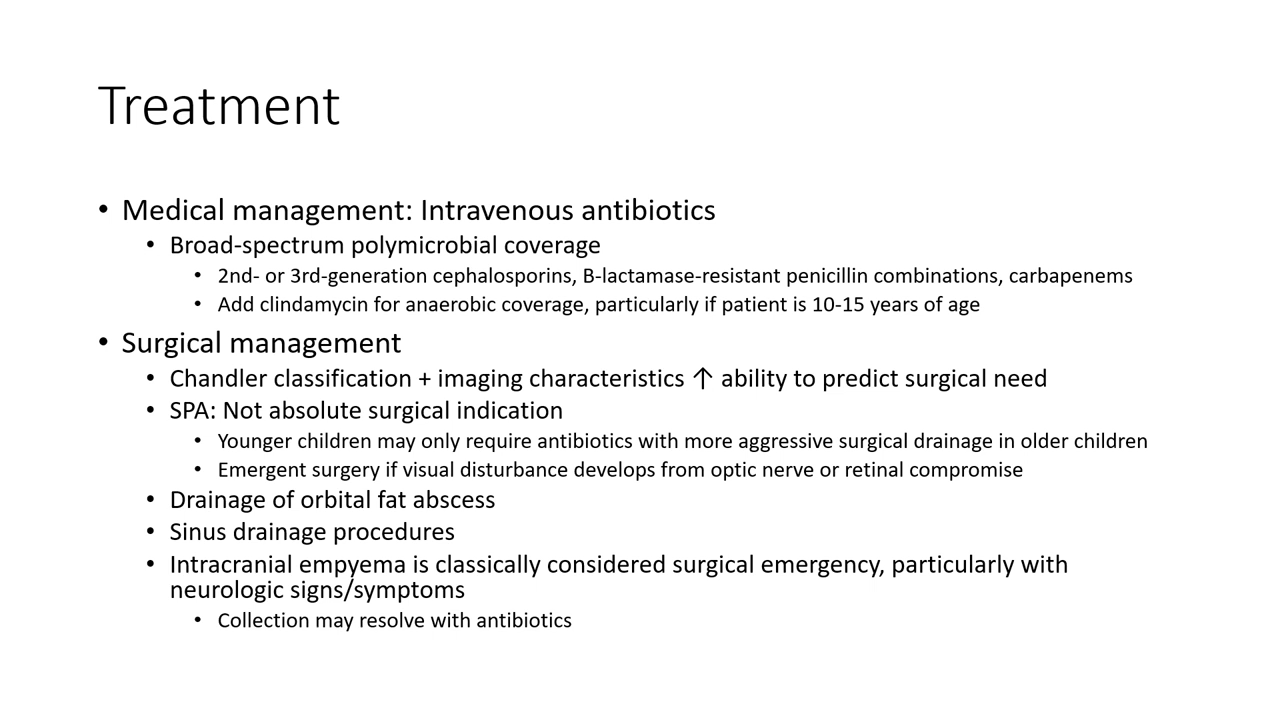 Treatment
• Medical management: Intravenous antibiotics
• Broad-spectrum polymicrobial coverage
• 2nd- or 3rd-generation cephalosporins, B-lactamase-resistant penicillin combinations, carbapenems
• Add clindamycin for anaerobic coverage, particularly if patient is 10-15 years of age
• Surgical management
• Chandler classification + imaging characteristics ↑ ability to predict surgical need
• SPA: Not absolute surgical indication
• Younger children may only require antibiotics with more aggressive surgical drainage in older children
• Emergent surgery if visual disturbance develops from optic nerve or retinal compromise
• Drainage of orbital fat abscess
• Sinus drainage procedures
• Intracranial empyema is classically considered surgical emergency, particularly with
neurologic signs/symptoms
• Collection may resolve with antibiotics